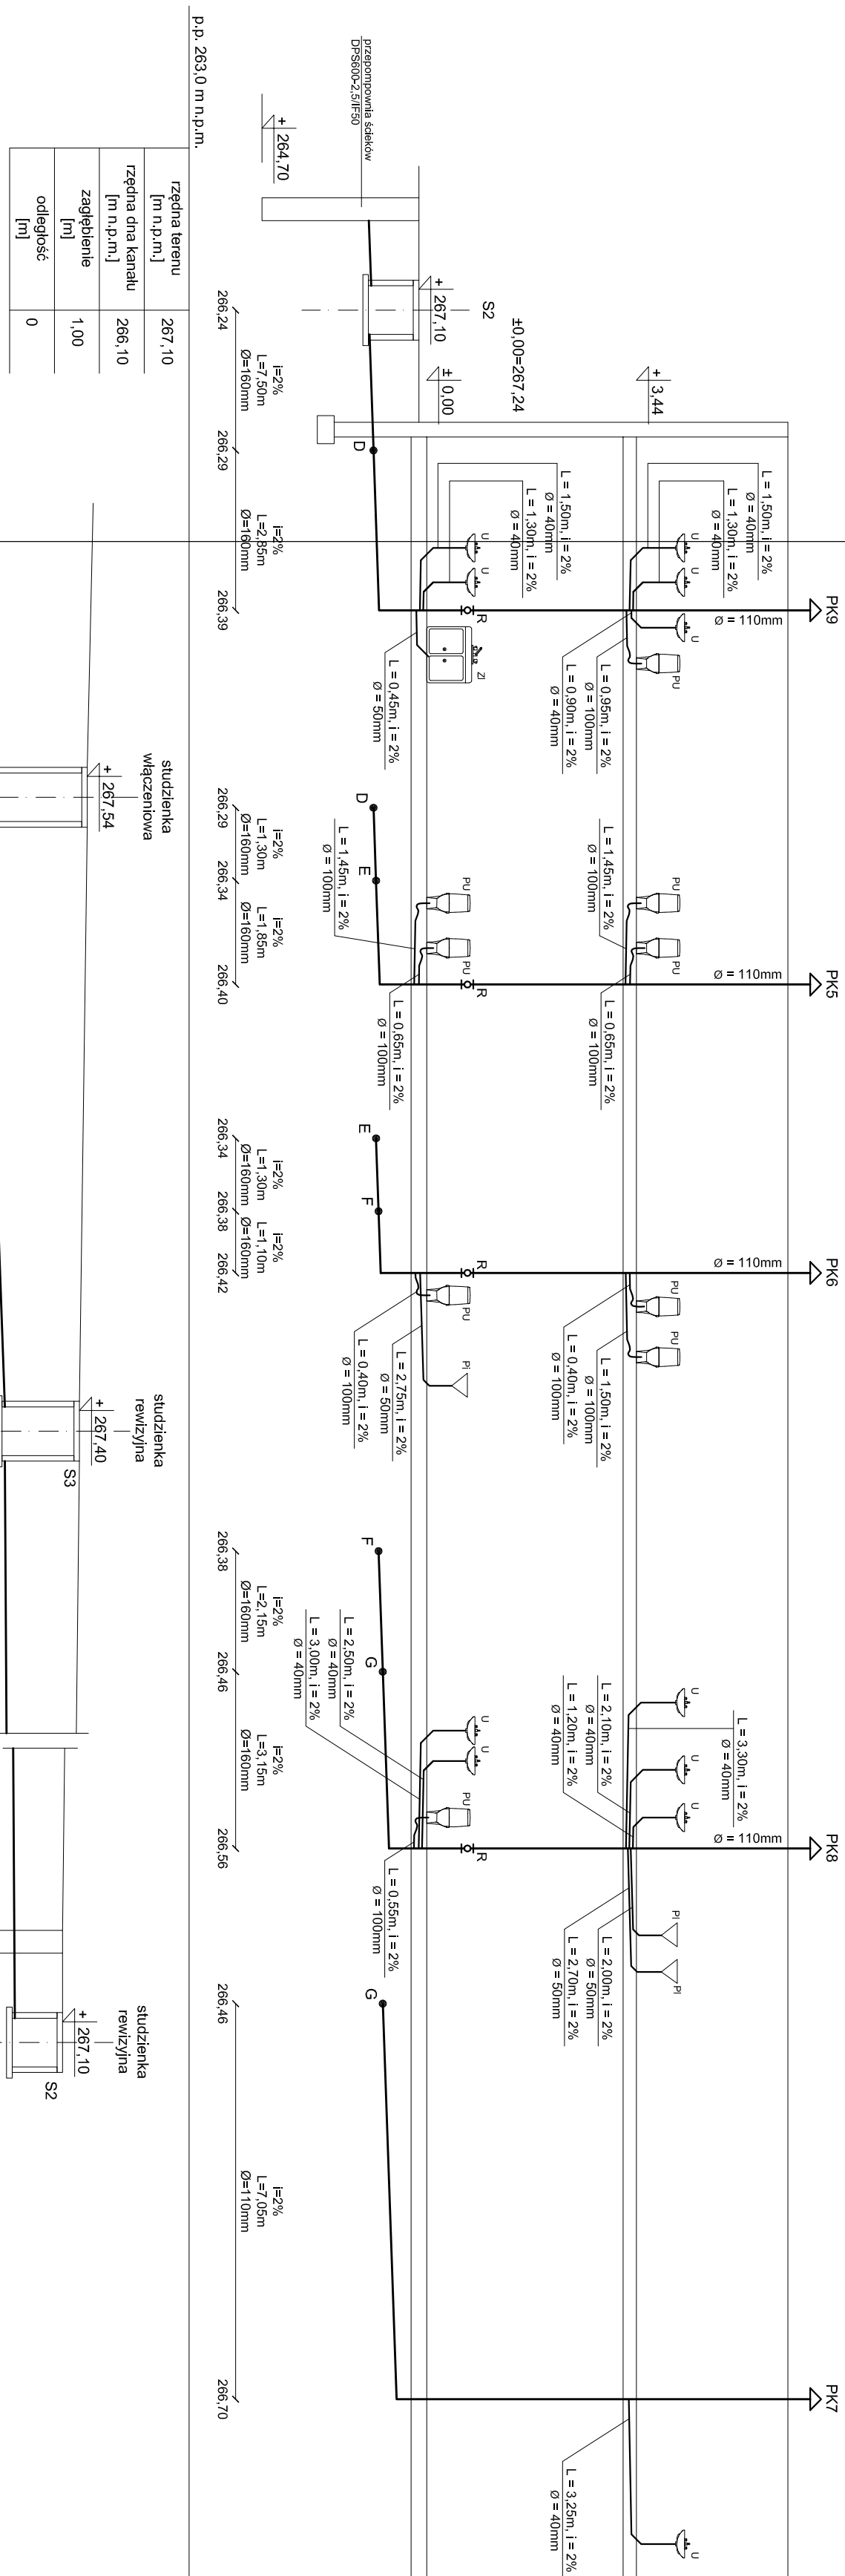 PK9
PK5
PK6
PK8
PK7
Ø = 110mm
Ø = 110mm
Ø = 110mm
Ø = 110mm
+ 3,44
L = 1,50m, i = 2%
Ø = 40mm
L = 1,30m, i = 2%
Ø = 40mm
U
U
U
PU
L = 0,95m, i = 2%
Ø = 100mm
L = 0,90m, i = 2%
Ø = 40mm
PU
PU
L = 1,45m, i = 2%
Ø = 100mm
L = 0,65m, i = 2%
Ø = 100mm
PU
PU
L = 1,50m, i = 2%
Ø = 100mm
L = 0,40m, i = 2%
Ø = 100mm
L = 3,30m, i = 2%
Ø = 40mm
U
U
U
L = 2,10m, i = 2%
Ø = 40mm
L = 1,20m, i = 2%
Ø = 40mm
PI
PI
L = 2,00m, i = 2%
Ø = 50mm
L = 2,70m, i = 2%
Ø = 50mm
U
L = 3,25m, i = 2%
Ø = 40mm
S2
±0,00=267,24
± 0,00
+ 267,10
L = 1,50m, i = 2%
Ø = 40mm
L = 1,30m, i = 2%
Ø = 40mm
U
U
R
Zl
L = 0,45m, i = 2%
Ø = 50mm
PU
PU
R
L = 1,45m, i = 2%
Ø = 100mm
L = 0,65m, i = 2%
Ø = 100mm
R
PU
Pi
L = 2,75m, i = 2%
Ø = 50mm
L = 0,40m, i = 2%
Ø = 100mm
U
U
PU
R
L = 2,50m, i = 2%
Ø = 40mm
L = 3,00m, i = 2%
Ø = 40mm
L = 0,55m, i = 2%
Ø = 100mm
przepompownia ścieków
DPS600-2,5/IF50
+ 264,70
D
D
E
E
F
F
G
G
i=2%
L=7,50m
Ø=160mm
i=2%
L=2,85m
Ø=160mm
i=2%
L=1,30m
Ø=160mm
i=2%
L=1,85m
Ø=160mm
i=2%
L=1,30m
Ø=160mm
i=2%
L=1,10m
Ø=160mm
i=2%
L=2,15m
Ø=160mm
i=2%
L=3,15m
Ø=160mm
i=2%
L=7,05m
Ø=110mm
266,24
266,29
266,39
266,29
266,34
266,40
266,34
266,38
266,42
266,38
266,46
266,56
266,46
266,70
p.p. 263,0 m n.p.m.
rzędna terenu
[m n.p.m.]
267,10
rzędna dna kanału
[m n.p.m.]
266,10
zagłębienie
[m]
1,00
odległość
[m]
0
studzienka
włączeniowa
+ 267,54
studzienka
rewizyjna
+ 267,40
S3
studzienka
rewizyjna
+ 267,10
S2